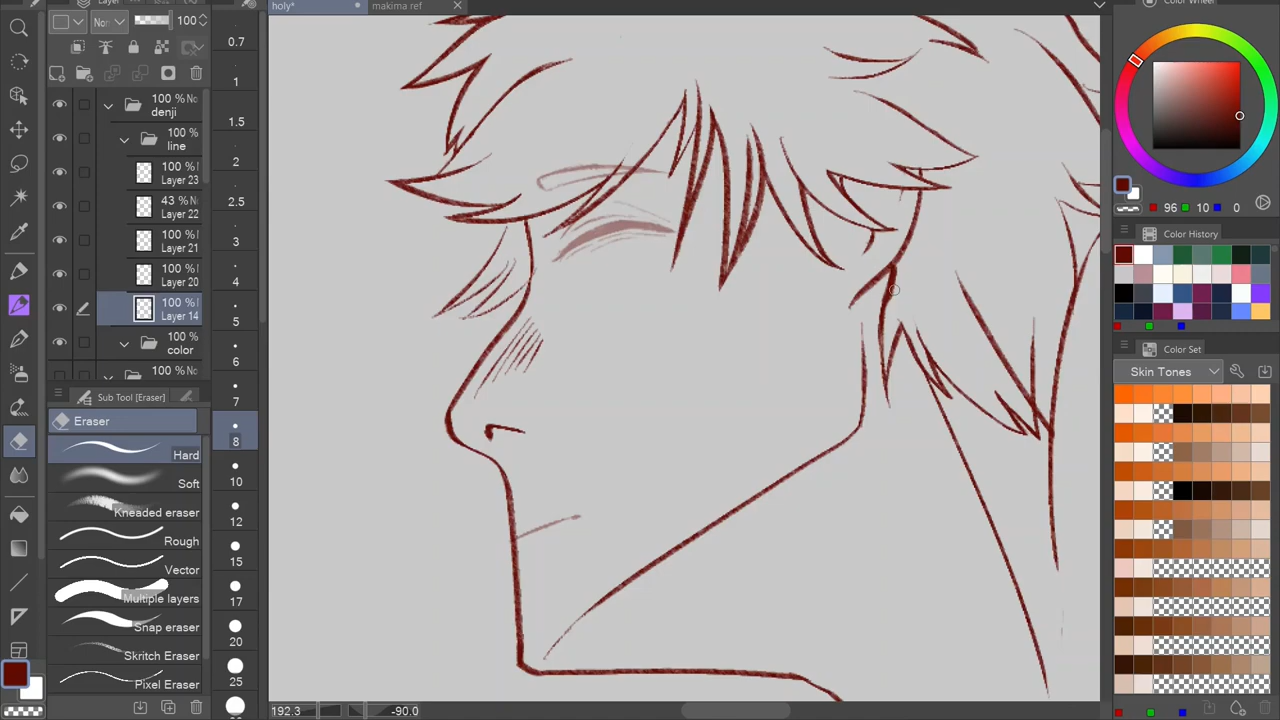 Layer
100
Non
100 % No
denji
100 %
line
100 %
Layer 23
43 %
Layer 22
100 %
Layer 21
100 %
Layer 20
100 %
Layer 14
100 %
color
100 % No
Sub Tool [Eraser]
Eraser
Hard
Soft
Kneaded eraser
Rough
Vector
Multiple layers
Snap eraser
Skritch Eraser
Pixel Eraser
0.7
1
1.5
2
2.5
3
4
5
6
7
8
10
12
15
17
20
25
holy*
makima ref
192.3
-90.0
Color Wheel
96
10
0
Color History
Color Set
Skin Tones